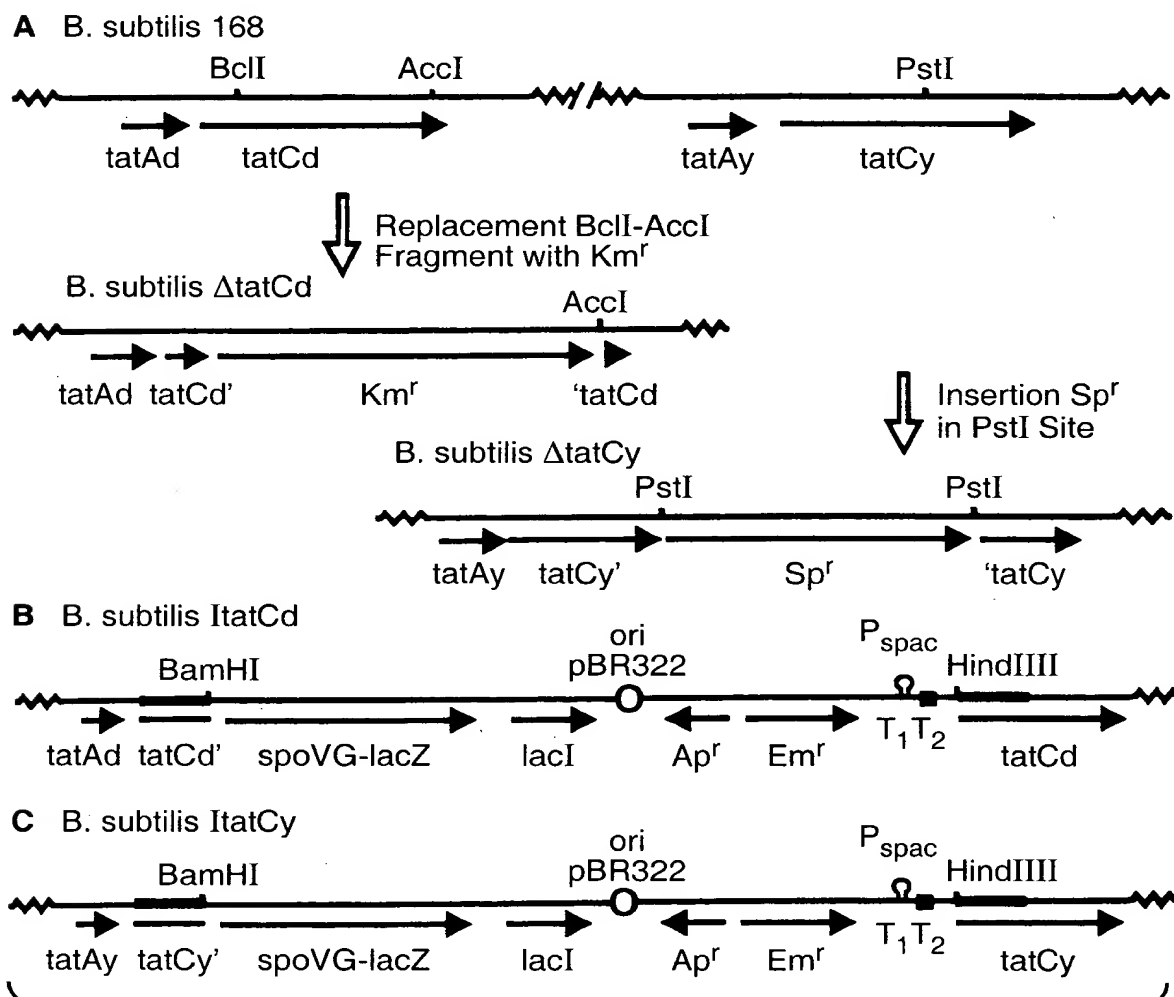 A B. subtilis 168
BclI AccI PstI
tatAd tatCd tatAy tatCy
Replacement BclI-AccI
Fragment with Kmʳ
B. subtilis ΔtatCd
AccI
tatAd tatCd’ Kmʳ ‘tatCd
Insertion Spʳ
in PstI Site
B. subtilis ΔtatCy
PstI PstI
tatAy tatCy’ Spʳ ‘tatCy
B B. subtilis ItatCd
BamHI ori pBR322 Pspac HindIIII
T₁T₂
tatAd tatCd’ spoVG-lacZ lacI Apʳ Emʳ tatCd
C B. subtilis ItatCy
BamHI ori pBR322 Pspac HindIIII
T₁T₂
tatAy tatCy’ spoVG-lacZ lacI Apʳ Emʳ tatCy